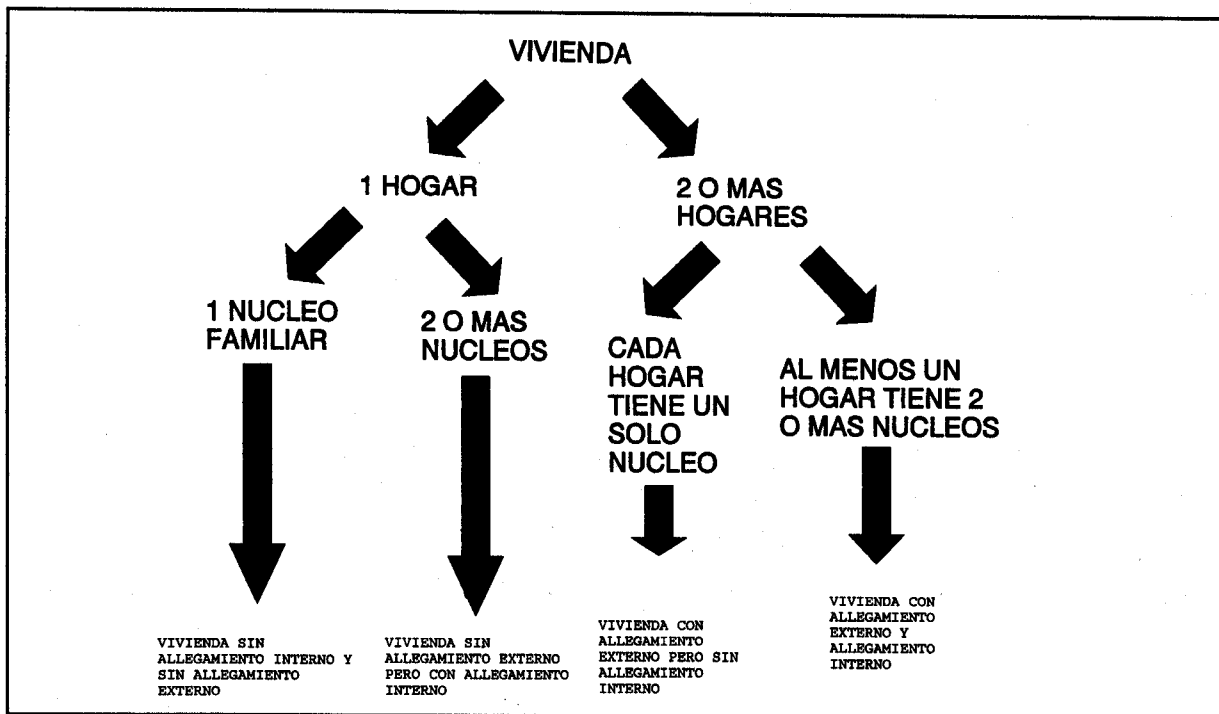 VIVIENDA
1 HOGAR
2 O MAS
HOGARES
1 NUCLEO
FAMILIAR
2 O MAS
NUCLEOS
CADA
HOGAR
TIENE UN
SOLO
NUCLEO
AL MENOS UN
HOGAR TIENE 2
O MAS NUCLEOS
VIVIENDA SIN
ALLEGAMIENTO INTERNO Y
SIN ALLEGAMIENTO
EXTERNO
VIVIENDA SIN
ALLEGAMIENTO EXTERNO
PERO CON ALLEGAMIENTO
INTERNO
VIVIENDA CON
ALLEGAMIENTO
EXTERNO PERO SIN
ALLEGAMIENTO
INTERNO
VIVIENDA CON
ALLEGAMIENTO
EXTERNO Y
ALLEGAMIENTO
INTERNO